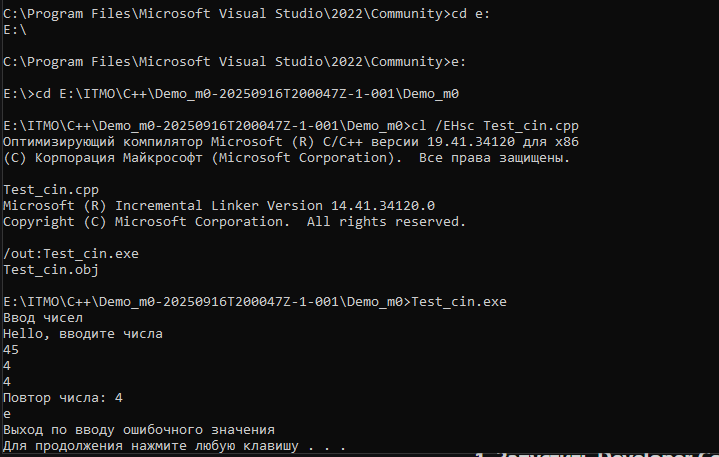 C:\Program Files\Microsoft Visual Studio\2022\Community>cd e:
E:\
C:\Program Files\Microsoft Visual Studio\2022\Community>e:
E:\>cd E:\ITMO\C++\Demo_m0-20250916T200047Z-1-001\Demo_m0
E:\ITMO\C++\Demo_m0-20250916T200047Z-1-001\Demo_m0>cl /EHsc Test_cin.cpp
Оптимизирующий компилятор Microsoft (R) C/C++ версии 19.41.34120 для x86
(C) Корпорация Майкрософт (Microsoft Corporation).  Все права защищены.
Test_cin.cpp
Microsoft (R) Incremental Linker Version 14.41.34120.0
Copyright (C) Microsoft Corporation.  All rights reserved.
/out:Test_cin.exe
Test_cin.obj
E:\ITMO\C++\Demo_m0-20250916T200047Z-1-001\Demo_m0>Test_cin.exe
Ввод чисел
Hello, вводите числа
45
4
4
Повтор числа: 4
e
Выход по вводу ошибочного значения
Для продолжения нажмите любую клавишу . . .